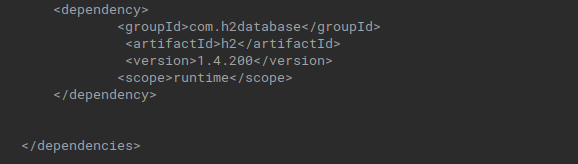 <dependency>
<groupId>com.h2database</groupId>
<artifactId>h2</artifactId>
<version>1.4.200</version>
<scope>runtime</scope>
</dependency>
</dependencies>